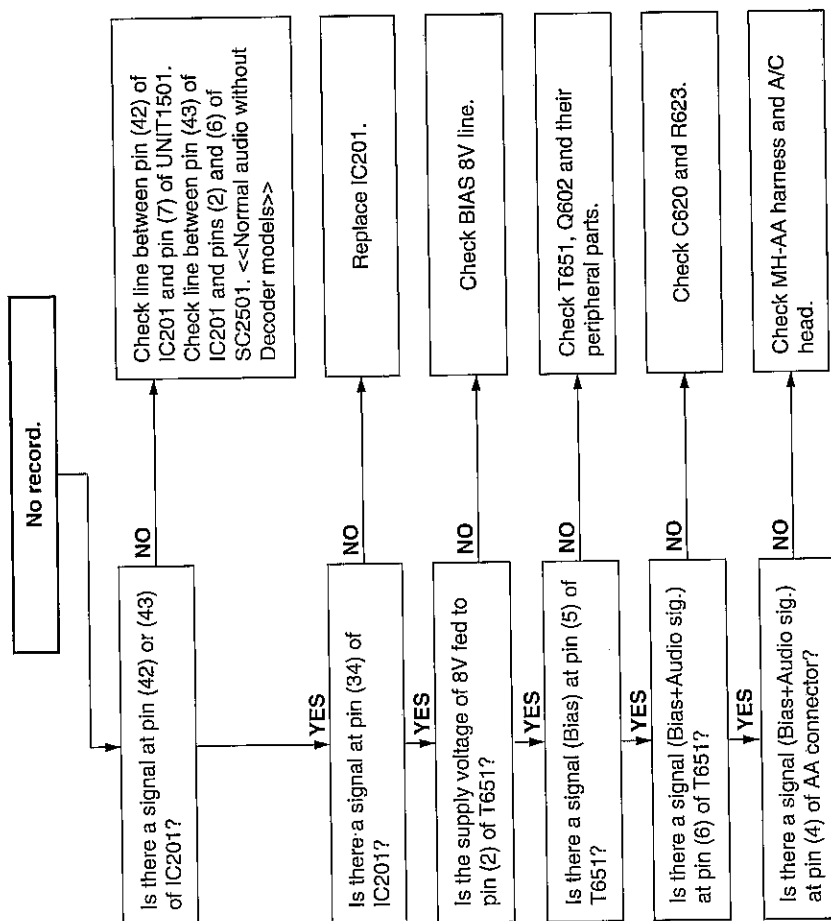 No record.
Is there a signal at pin (42) or (43)
of IC201?
NO
Check line between pin (42) of
IC201 and pin (7) of UNIT1501.
Check line between pin (43) of
IC201 and pins (2) and (6) of
SC2501. <<Normal audio without
Decoder models>>
YES
Is there a signal at pin (34) of
IC201?
NO
Replace IC201.
YES
Is the supply voltage of 8V fed to
pin (2) of T651?
NO
Check BIAS 8V line.
YES
Is there a signal (Bias) at pin (5) of
T651?
NO
Check T651, Q602 and their
peripheral parts.
YES
Is there a signal (Bias+Audio sig.)
at pin (6) of T651?
NO
Check C620 and R623.
YES
Is there a signal (Bias+Audio sig.)
at pin (4) of AA connector?
NO
Check MH-AA harness and A/C
head.